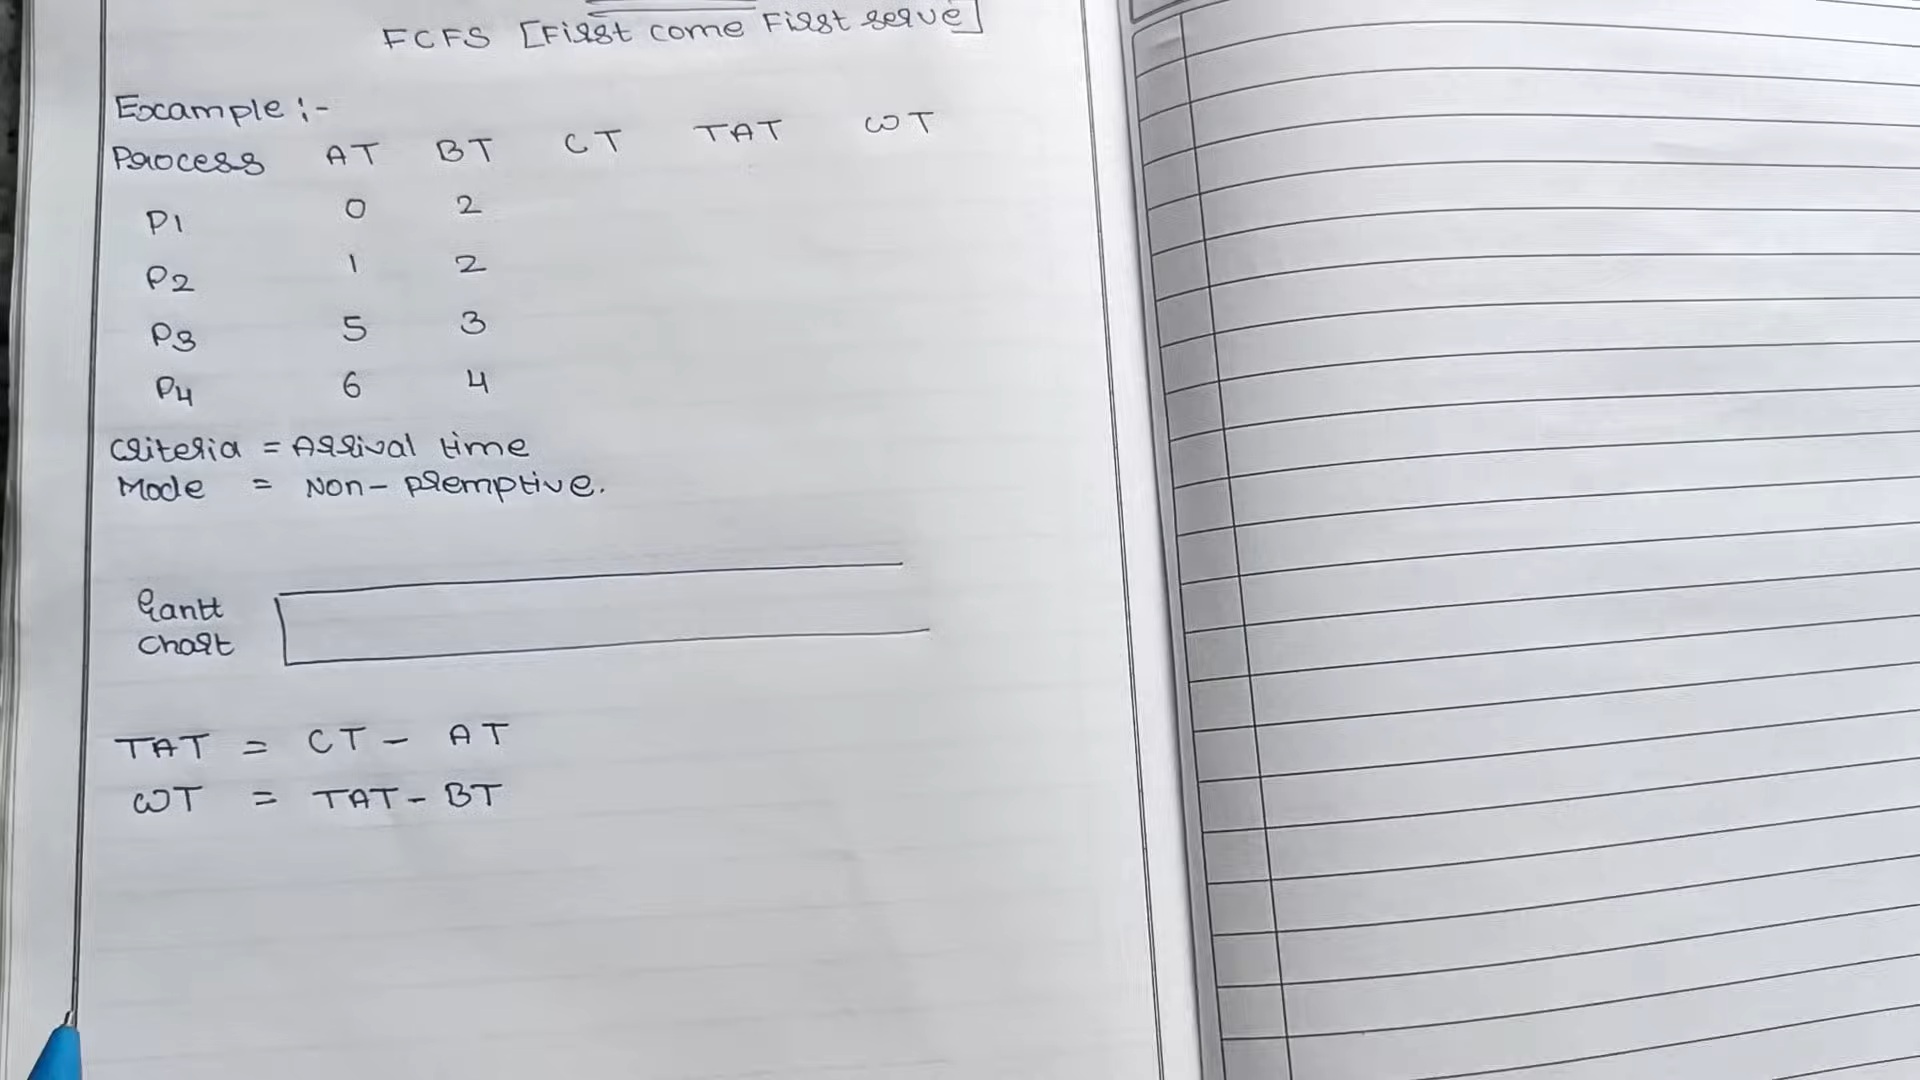 FCFS [First come First serve]
Example :-
Process AT BT CT TAT WT
P1 0 2
P2 1 2
P3 5 3
P4 6 4
Criteria = Arrival time
Mode = Non-premptive.
Gantt
Chart
TAT = CT - AT
WT = TAT - BT